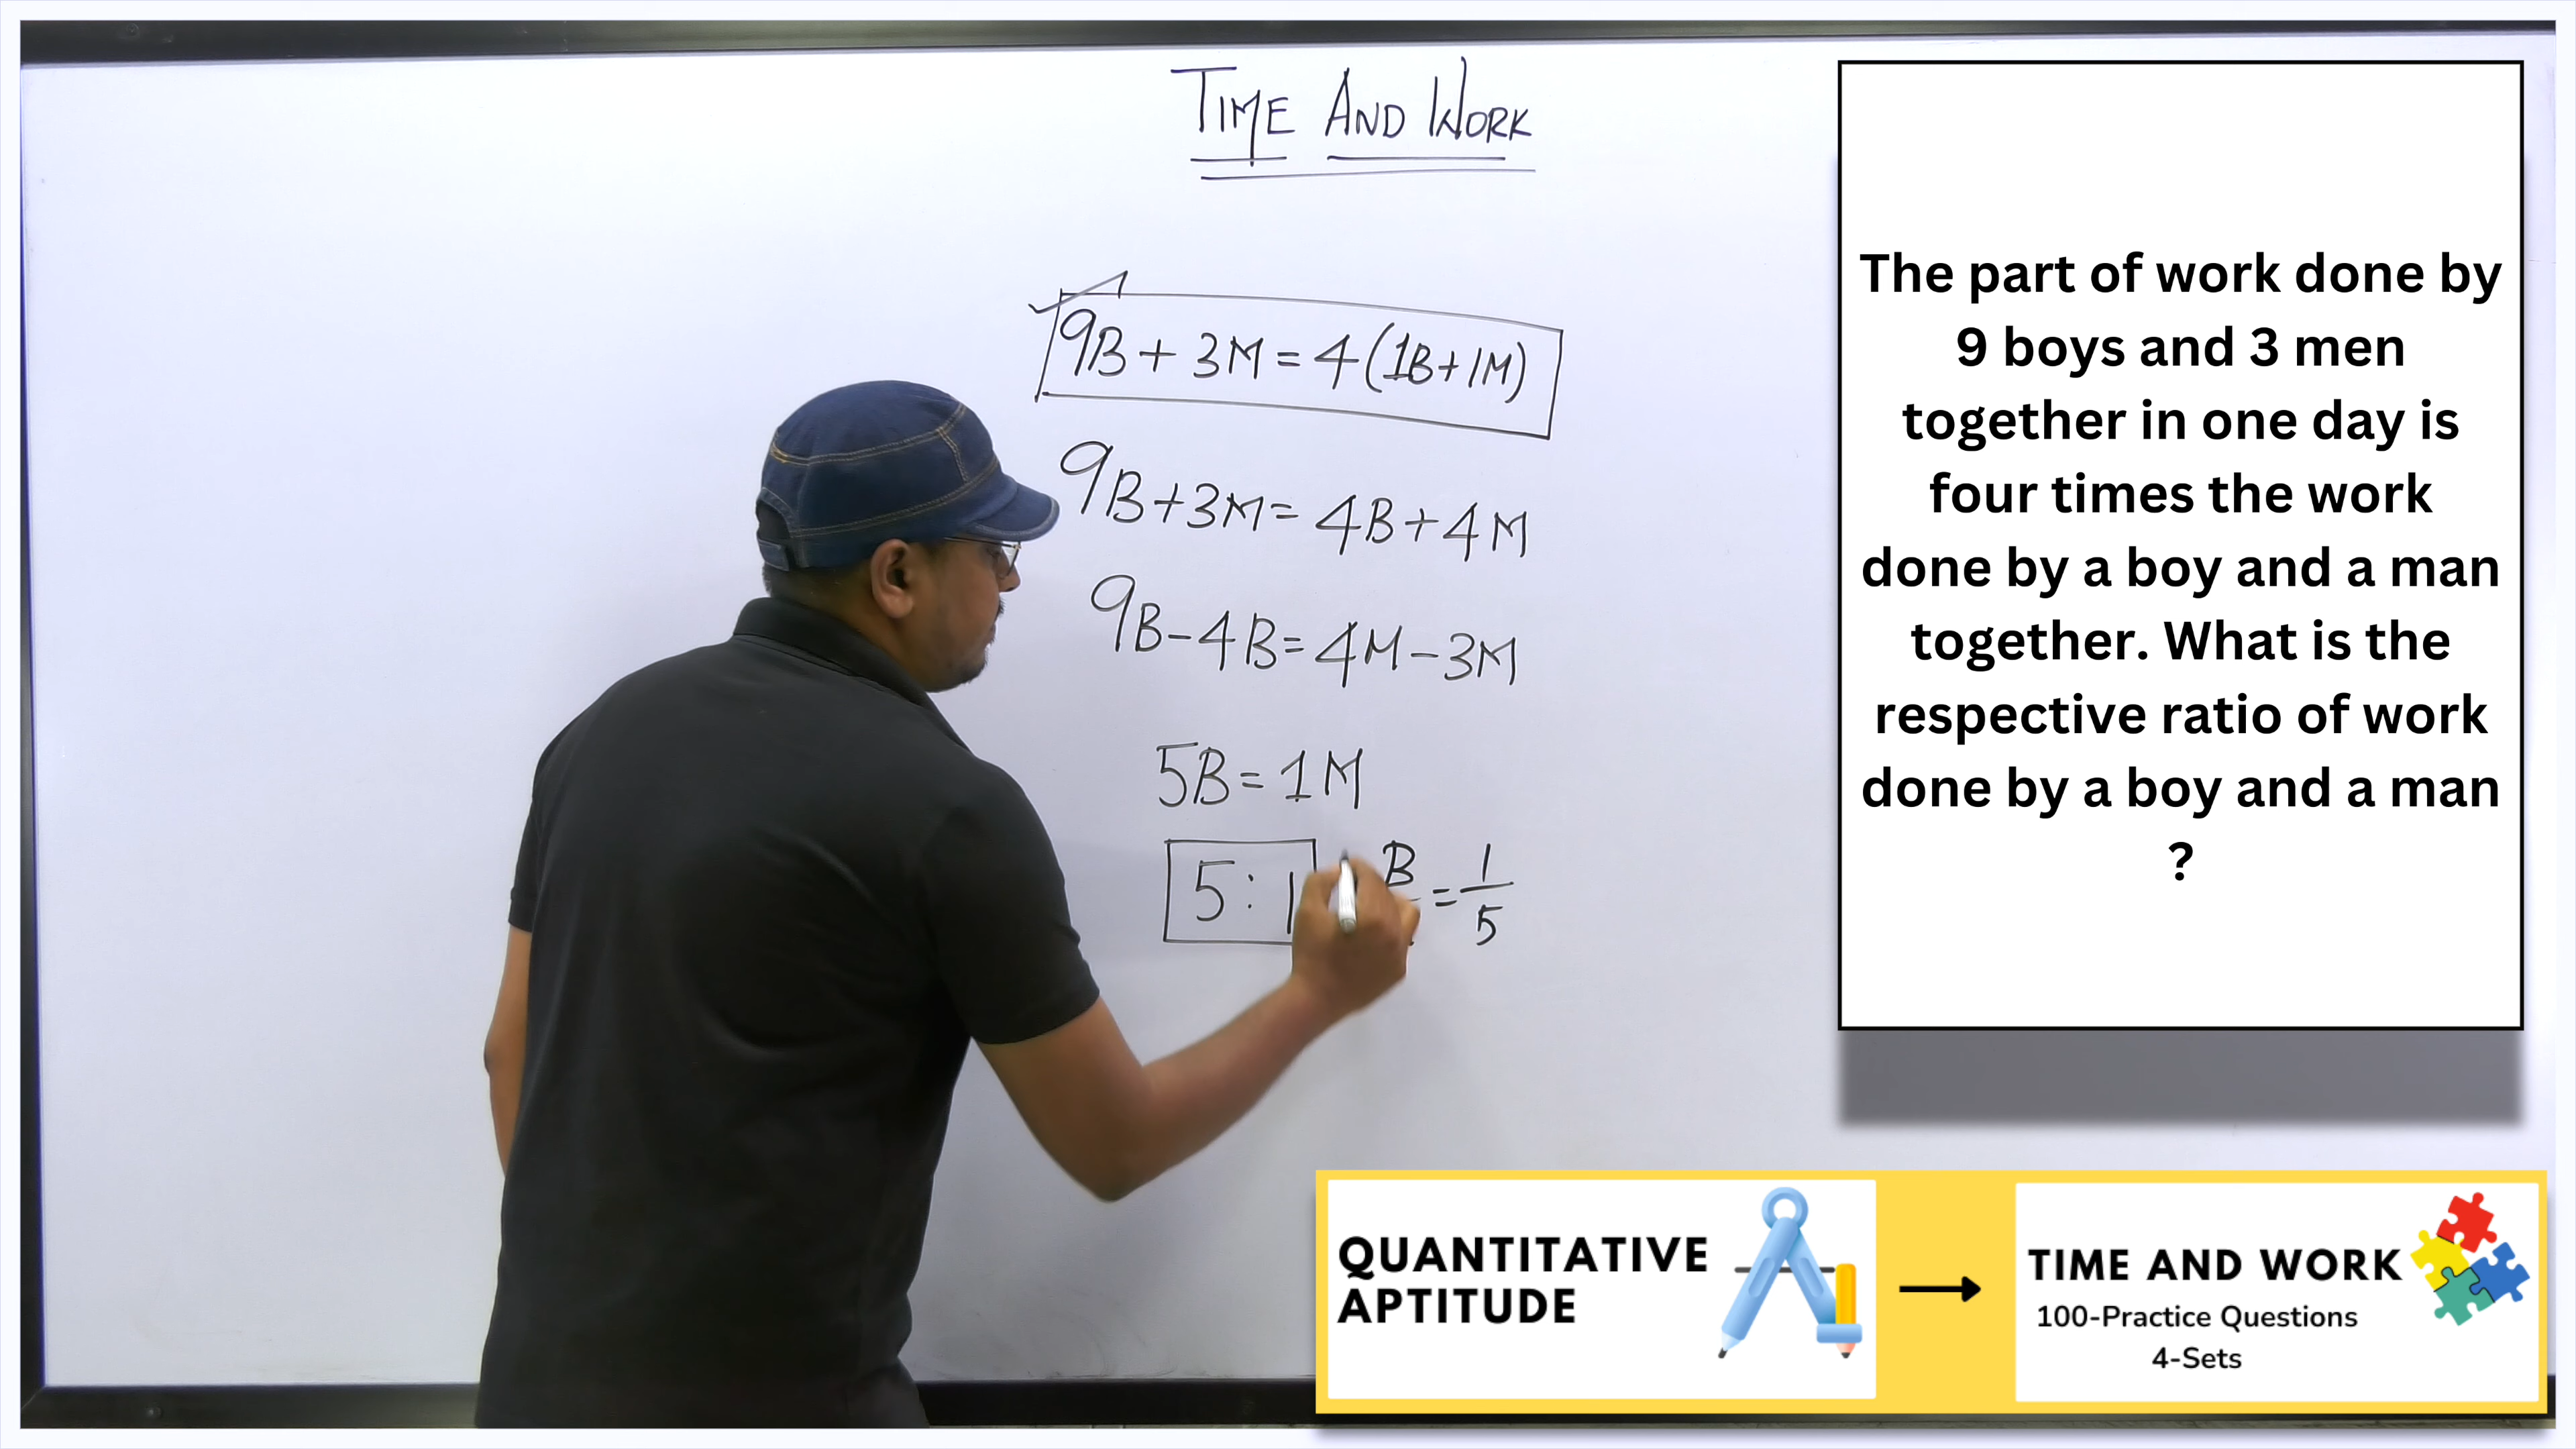 TIME AND WORK
9B + 3M = 4(1B+1M)
9B+3M= 4B+4M
9B-4B= 4M-3M
5B=1M
5:1
B = 1
5
The part of work done by
9 boys and 3 men
together in one day is
four times the work
done by a boy and a man
together. What is the
respective ratio of work
done by a boy and a man
?
QUANTITATIVE
APTITUDE
TIME AND WORK
100-Practice Questions
4-Sets